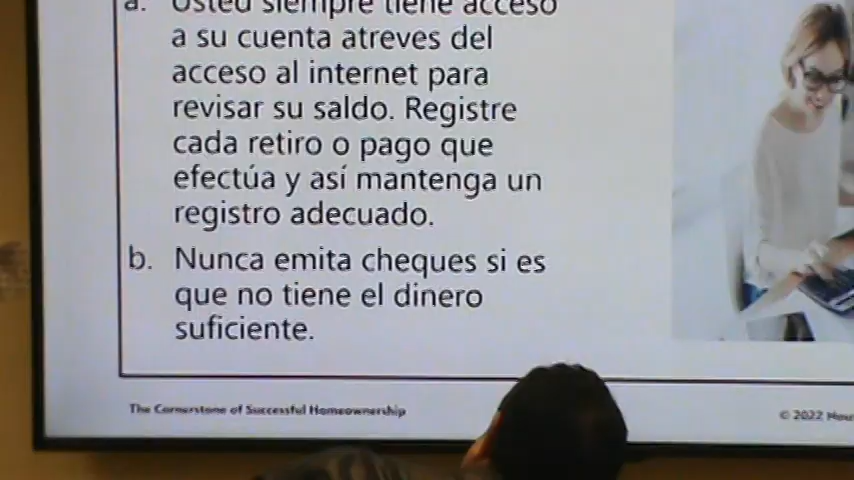 a. Usted siempre tiene acceso
a su cuenta atreves del
acceso al internet para
revisar su saldo. Registre
cada retiro o pago que
efectúa y así mantenga un
registro adecuado.
b. Nunca emita cheques si es
que no tiene el dinero
suficiente.
The Cornerstone of Successful Homeownership
© 2022